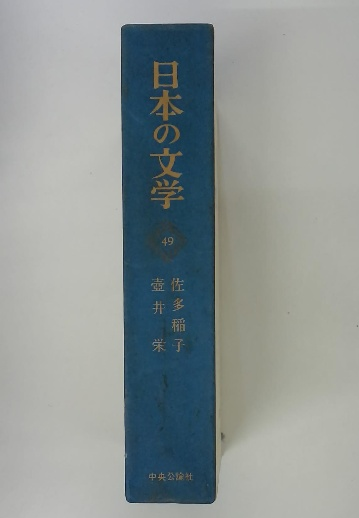 日本の文学
49
佐多稲子
壺井栄
中央公論社